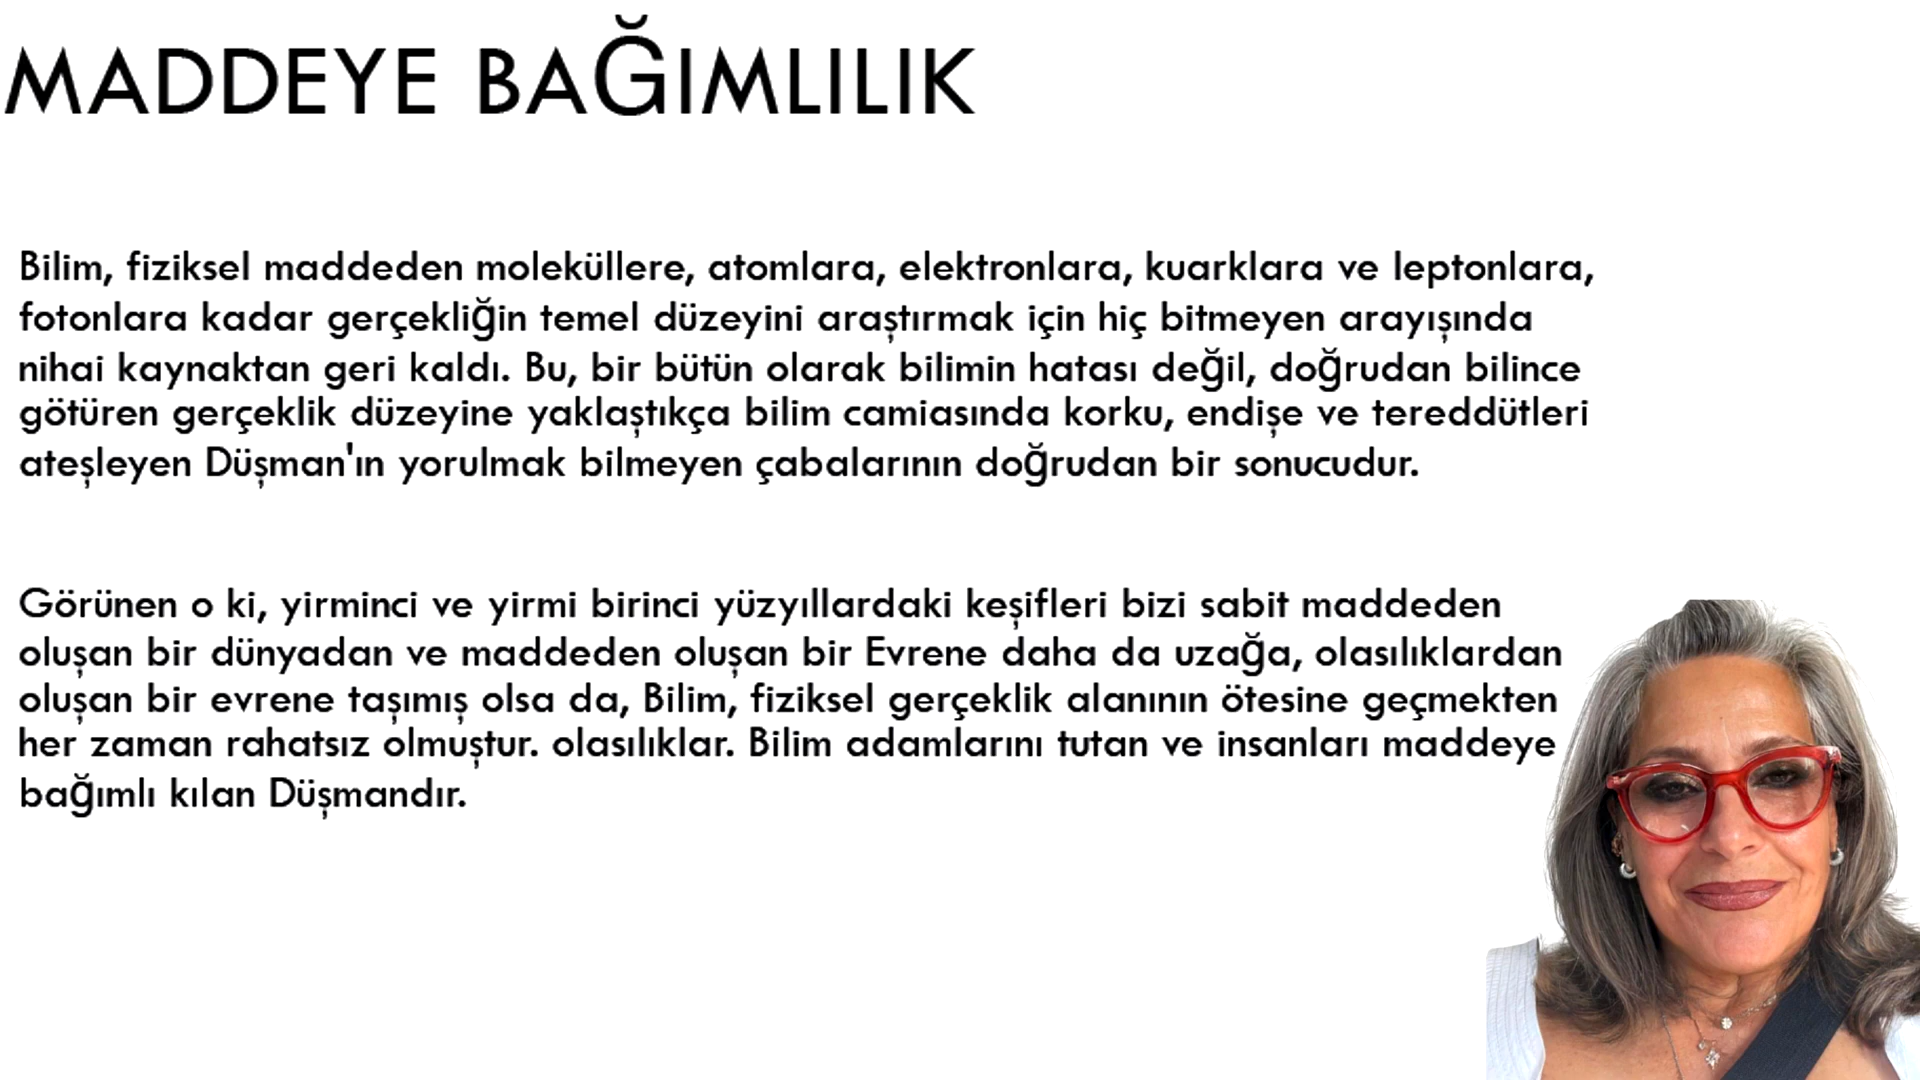 MADDEYE BAĞIMLILIK
Bilim, fiziksel maddeden moleküllere, atomlara, elektronlara, kuarklara ve leptonlara,
fotonlara kadar gerçekliğin temel düzeyini araştırmak için hiç bitmeyen arayışında
nihai kaynaktan geri kaldı. Bu, bir bütün olarak bilimin hatası değil, doğrudan bilince
götüren gerçeklik düzeyine yaklaştıkça bilim camiasında korku, endişe ve tereddütleri
ateşleyen Düşman'ın yorulmak bilmeyen çabalarının doğrudan bir sonucudur.
Görünen o ki, yirminci ve yirmi birinci yüzyıllardaki keşifleri bizi sabit maddeden
oluşan bir dünyadan ve maddeden oluşan bir Evrene daha da uzağa, olasılıklardan
oluşan bir evrene taşımış olsa da, Bilim, fiziksel gerçeklik alanının ötesine geçmekten
her zaman rahatsız olmuştur. olasılıklar. Bilim adamlarını tutan ve insanları maddeye
bağımlı kılan Düşmandır.